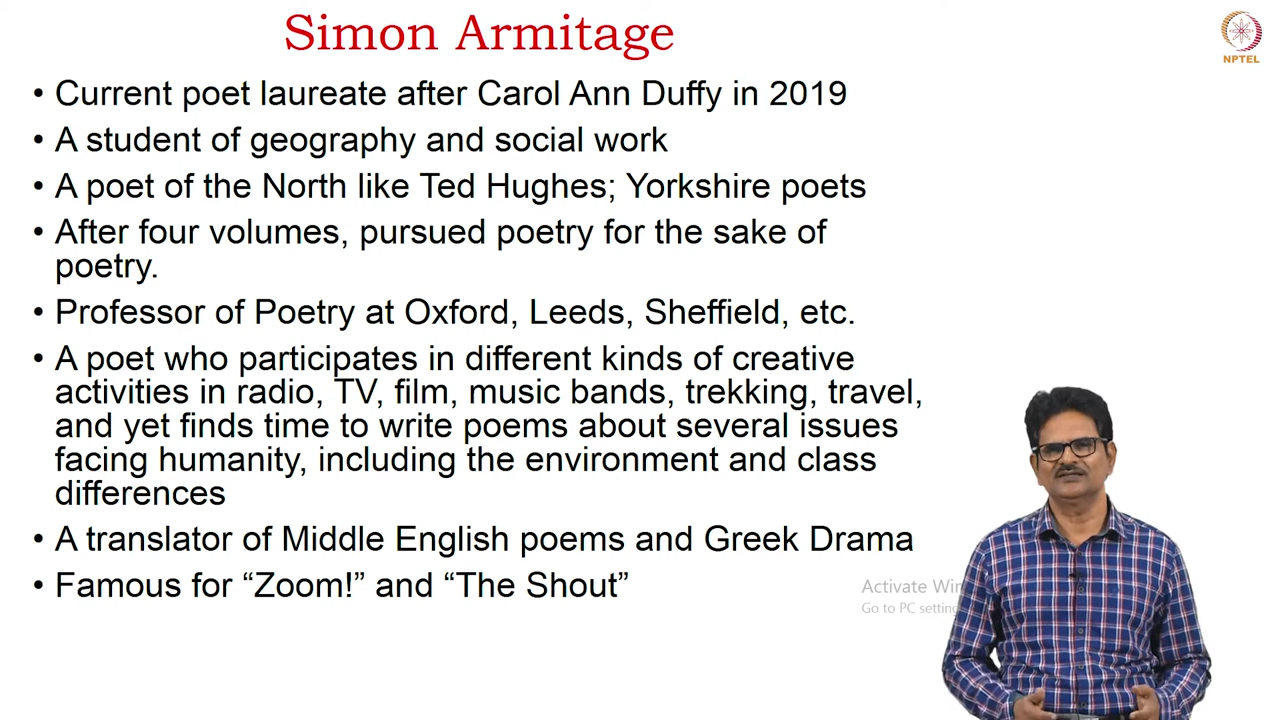 Simon Armitage
NPTEL
• Current poet laureate after Carol Ann Duffy in 2019
• A student of geography and social work
• A poet of the North like Ted Hughes; Yorkshire poets
• After four volumes, pursued poetry for the sake of
poetry.
• Professor of Poetry at Oxford, Leeds, Sheffield, etc.
• A poet who participates in different kinds of creative
activities in radio, TV, film, music bands, trekking, travel,
and yet finds time to write poems about several issues
facing humanity, including the environment and class
differences
• A translator of Middle English poems and Greek Drama
• Famous for “Zoom!” and “The Shout”
Activate Win
Go to PC setting